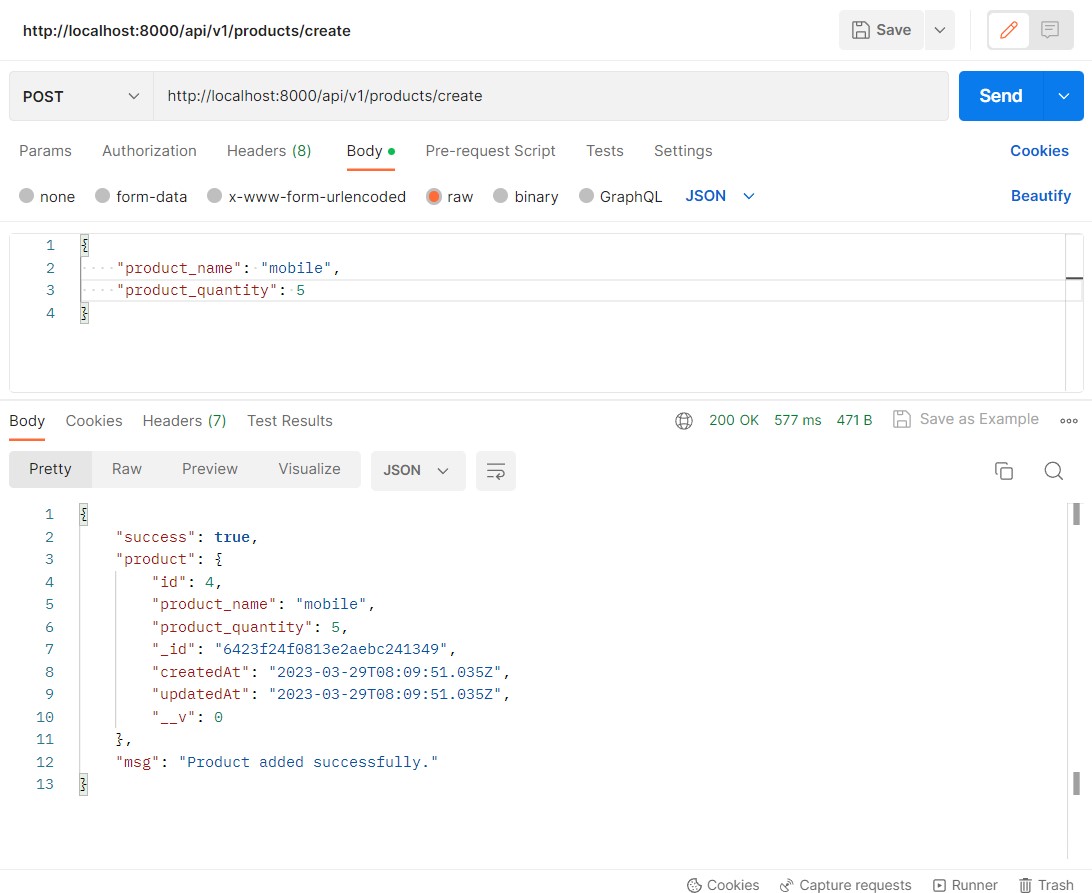 http://localhost:8000/api/v1/products/create Save
POST http://localhost:8000/api/v1/products/create Send
Params Authorization Headers (8) Body Pre-request Script Tests Settings Cookies
none form-data x-www-form-urlencoded raw binary GraphQL JSON Beautify
1 {
2 "product_name": "mobile",
3 "product_quantity": 5
4 }
Body Cookies Headers (7) Test Results 200 OK 577 ms 471 B Save as Example
Pretty Raw Preview Visualize JSON
1 {
2 "success": true,
3 "product": {
4 "id": 4,
5 "product_name": "mobile",
6 "product_quantity": 5,
7 "_id": "6423f24f0813e2aebc241349",
8 "createdAt": "2023-03-29T08:09:51.035Z",
9 "updatedAt": "2023-03-29T08:09:51.035Z",
10 "__v": 0
11 },
12 "msg": "Product added successfully."
13 }
Cookies Capture requests Runner Trash